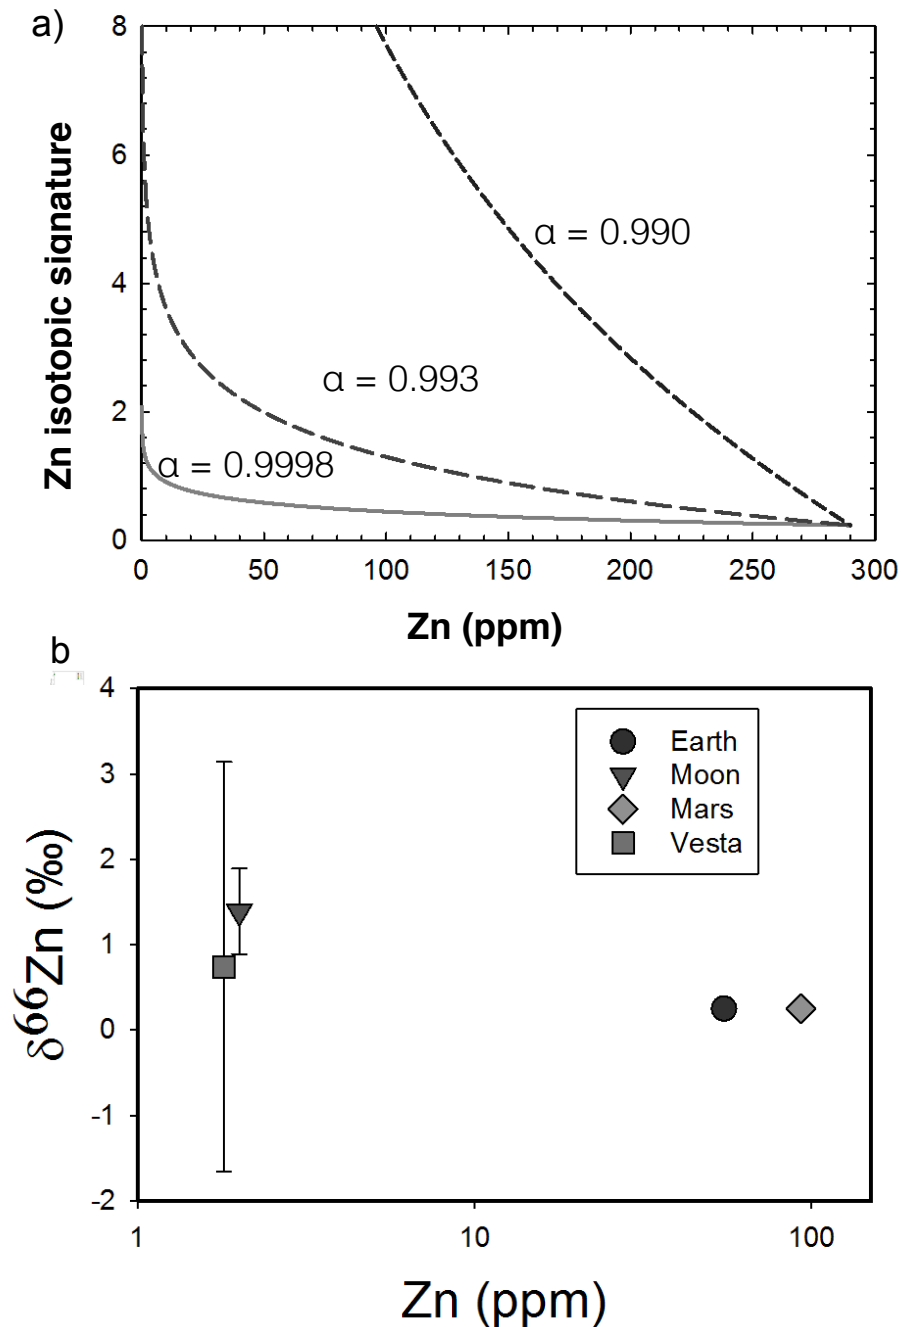 a)
8
6
4
2
0
Zn isotopic signature
α = 0.990
α = 0.993
α = 0.9998
0 50 100 150 200 250 300
Zn (ppm)
b
4
3
2
1
0
-1
-2
δ66Zn (‰)
Earth
Moon
Mars
Vesta
1 10 100
Zn (ppm)